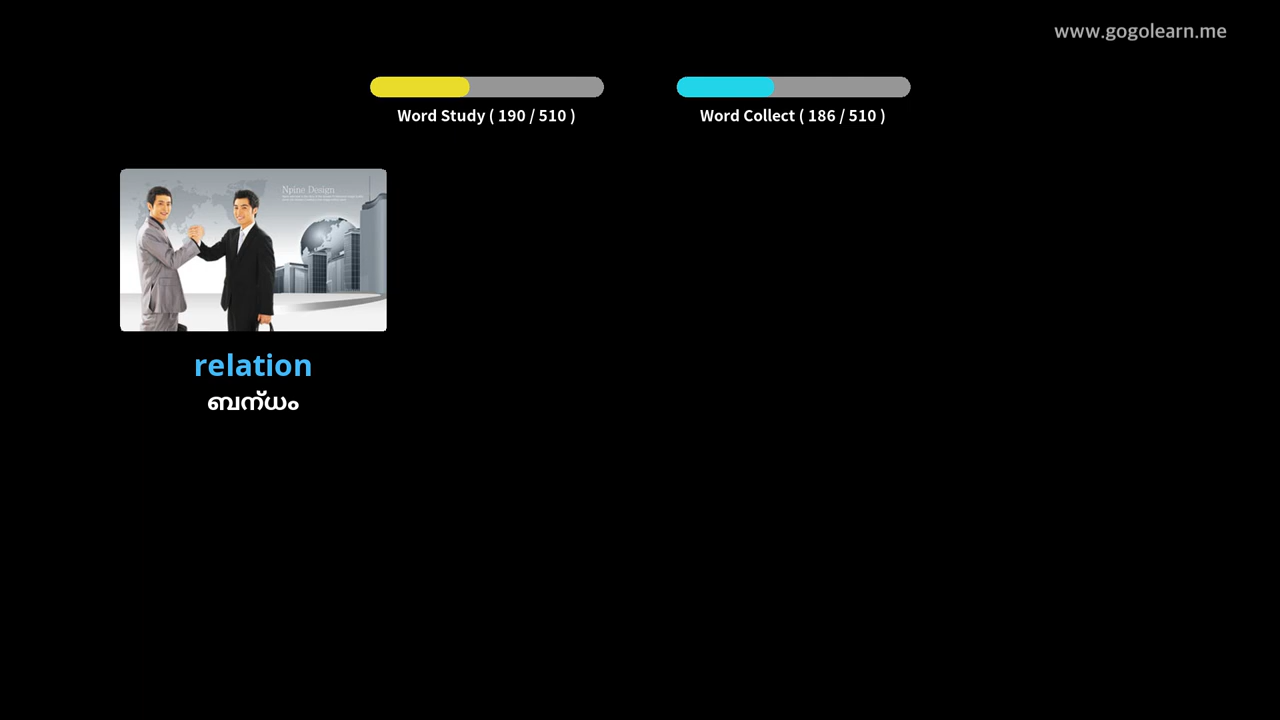 www.gogolearn.me
Word Study ( 190 / 510 )
Word Collect ( 186 / 510 )
Npine Design
relation
ബന്ധം